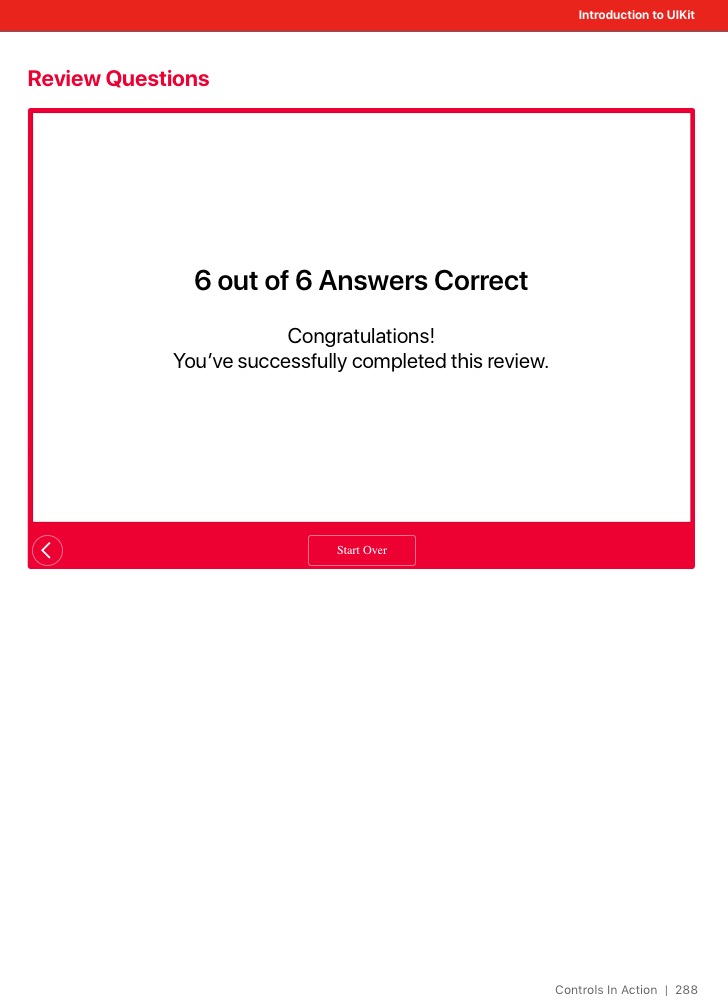 Introduction to UIKit
Review Questions
6 out of 6 Answers Correct
Congratulations!
You’ve successfully completed this review.
Start Over
Controls In Action | 288